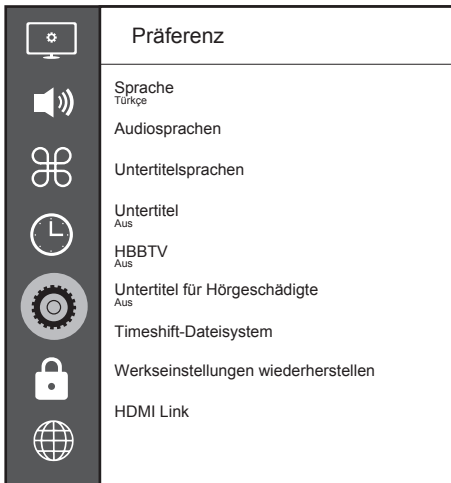 Präferenz
Sprache
Türkçe
Audiosprachen
Untertitelsprachen
Untertitel
Aus
HBBTV
Aus
Untertitel für Hörgeschädigte
Aus
Timeshift-Dateisystem
Werkseinstellungen wiederherstellen
HDMI Link